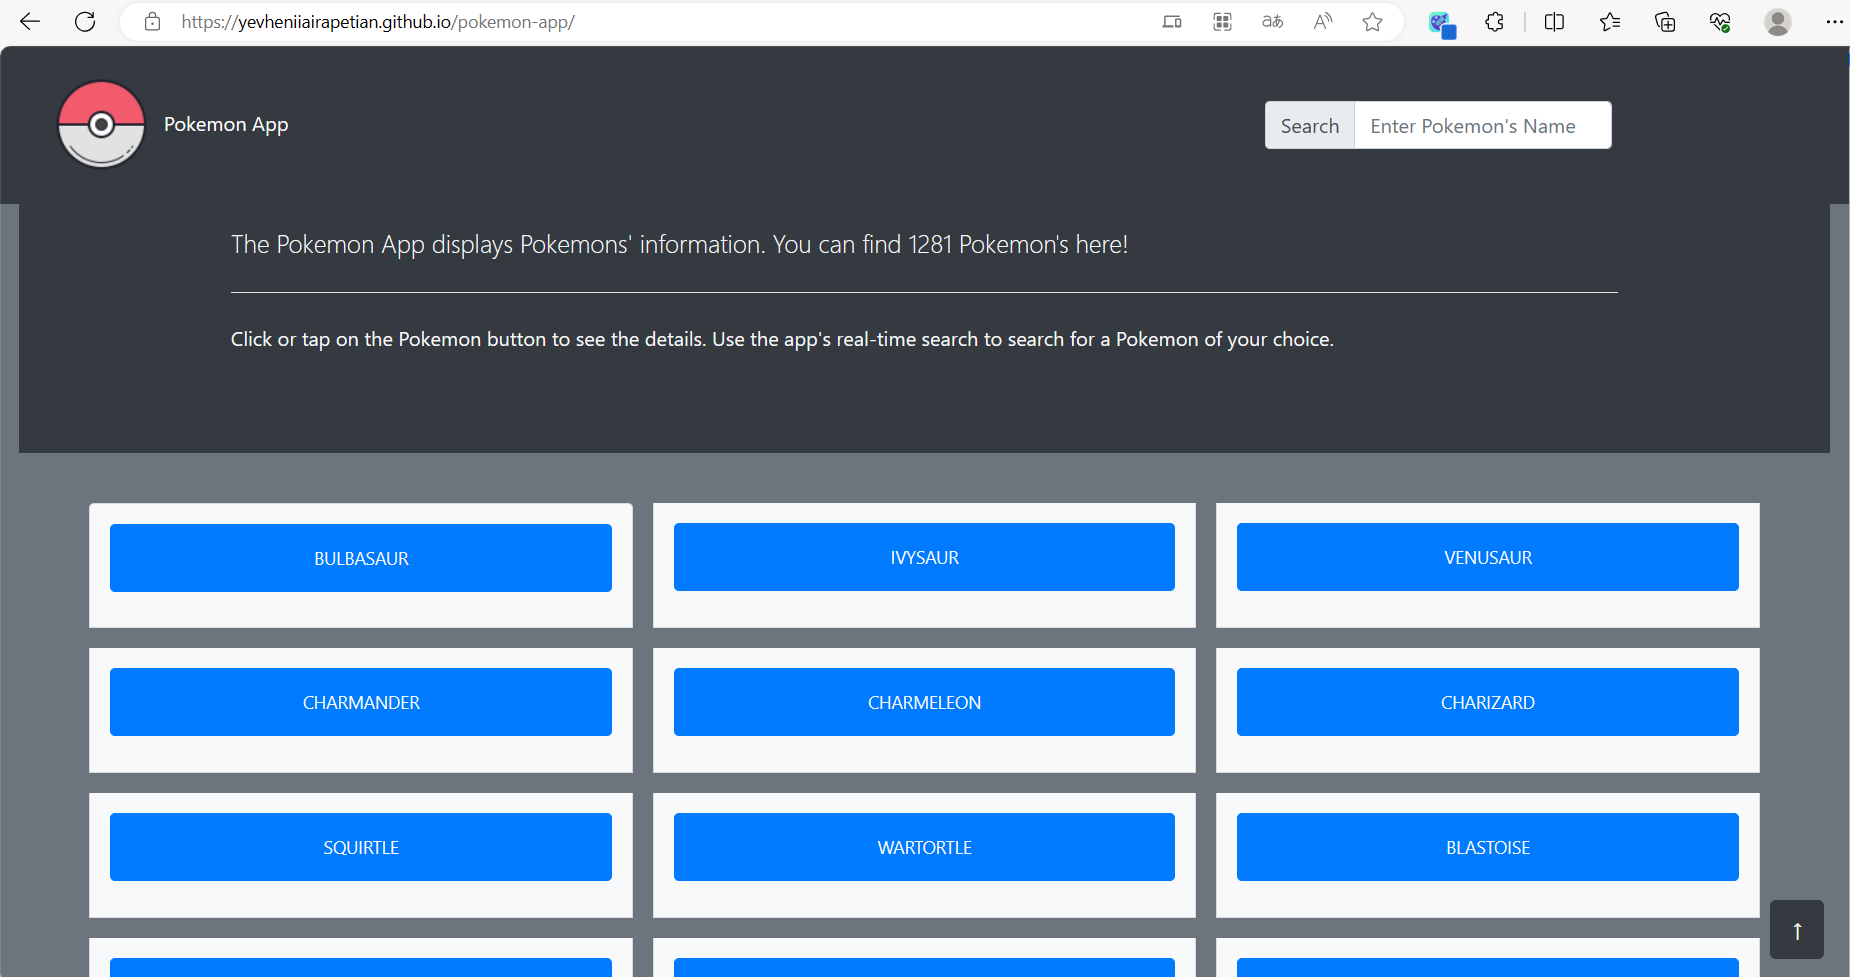 https://yevheniiairapetian.github.io/pokemon-app/
Pokemon App
Search
Enter Pokemon's Name
The Pokemon App displays Pokemons' information. You can find 1281 Pokemon's here!
Click or tap on the Pokemon button to see the details. Use the app's real-time search to search for a Pokemon of your choice.
BULBASAUR
IVYSAUR
VENUSAUR
CHARMANDER
CHARMELEON
CHARIZARD
SQUIRTLE
WARTORTLE
BLASTOISE
↑